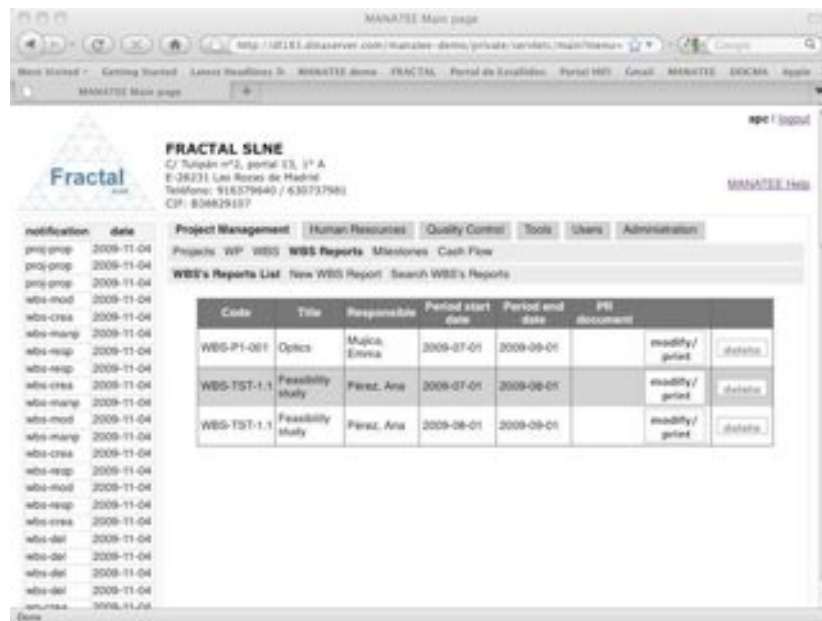 MANATEE Main page
Most Visited Getting Started Latest Headlines MANATEE demo FRACTAL Portal de Portal Gmail MANATEE DOCMA Apple
MANATEE Main page +
apc | logout
Fractal
SLNE
FRACTAL SLNE
C/ Tulipán nº2, portal 13, 1º A
E-28231 Las Rozas de Madrid
Teléfono: 916379640 / 630737981
MANATEE Help
notification date
Project Management Human Resources Quality Control Tools Users Administration
Projects WP WBS WBS Reports Milestones Cash Flow
WBS's Reports List New WBS Report Search WBS's Reports
proj-prop 2009-11-04
proj-prop 2009-11-04
proj-prop 2009-11-04
wbs-mod 2009-11-04
wbs-crea 2009-11-04
wbs-manp 2009-11-04
wbs-resp 2009-11-04
wbs-resp 2009-11-04
wbs-crea 2009-11-04
wbs-manp 2009-11-04
wbs-mod 2009-11-04
wbs-manp 2009-11-04
wbs-crea 2009-11-04
wbs-resp 2009-11-04
wbs-mod 2009-11-04
wbs-resp 2009-11-04
wbs-crea 2009-11-04
wbs-del 2009-11-04
wbs-del 2009-11-04
wbs-del 2009-11-04
wbs-del 2009-11-04
Code Title Responsible Period start date Period end date PR document
WBS-P1-001 Optics Mujica, Emma 2009-07-01 2009-09-01 modify/ print delete
WBS-TST-1.1 Feasibility study Pérez, Ana 2009-07-01 2009-08-01 modify/ print delete
WBS-TST-1.1 Feasibility study Pérez, Ana 2009-08-01 2009-09-01 modify/ print delete
Done